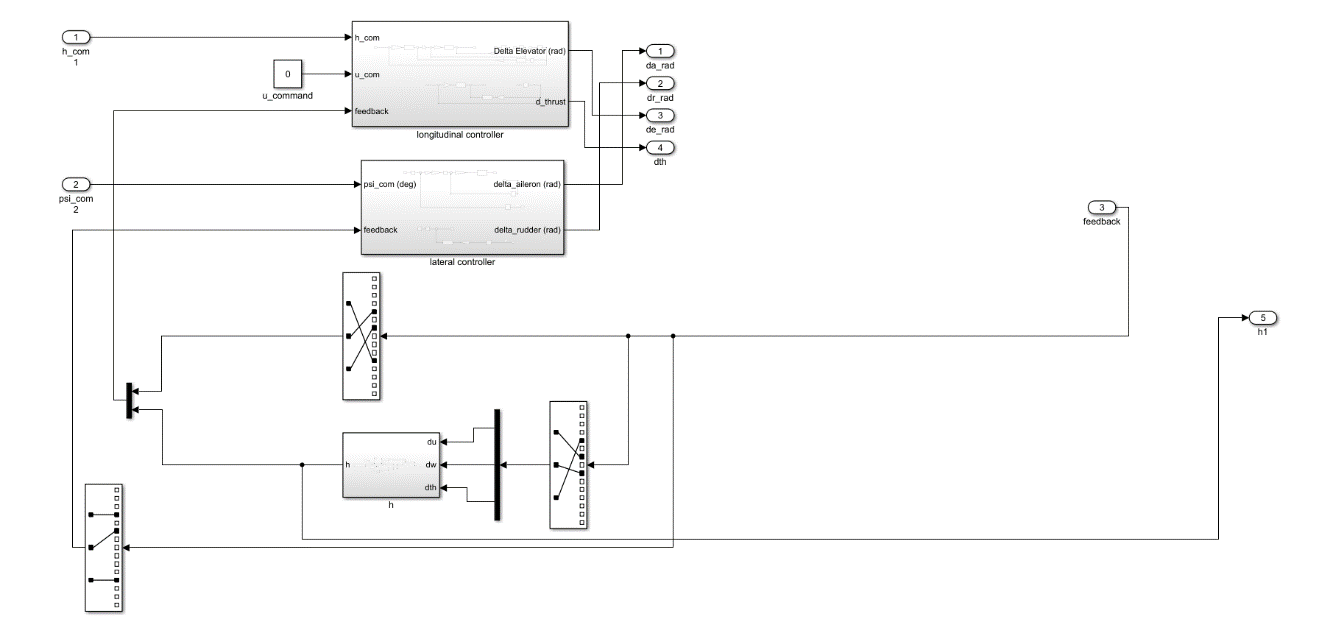 1
h_com
1
0
u_command
h_com
u_com
feedback
Delta Elevator (rad)
d_thrust
longitudinal controller
1
da_rad
2
dr_rad
3
de_rad
4
dth
2
psi_com
2
psi_com (deg)
feedback
delta_aileron (rad)
delta_rudder (rad)
lateral controller
3
feedback
5
h1
h
du
dw
dth
h